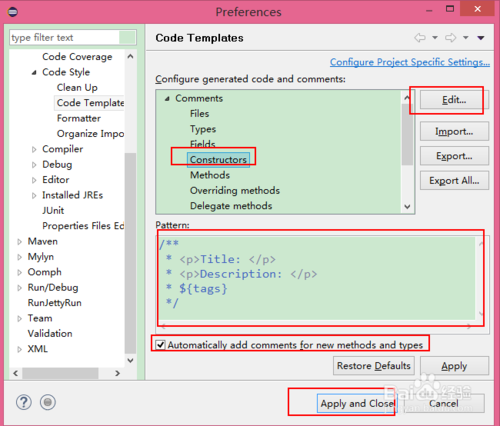 Preferences
type filter text
Code Templates
Code Coverage
Code Style
Clean Up
Code Template
Formatter
Organize Impo
Compiler
Debug
Editor
Installed JREs
JUnit
Properties Files Ed
Maven
Mylyn
Oomph
Run/Debug
RunJettyRun
Team
Validation
XML
Configure Project Specific Settings...
Configure generated code and comments:
Comments
Files
Types
Fields
Constructors
Methods
Overriding methods
Delegate methods
Edit...
Import...
Export...
Export All...
Pattern:
/**
* <p>Title: </p>
* <p>Description: </p>
* ${tags}
*/
Automatically add comments for new methods and types
Restore Defaults
Apply
Apply and Close
Cancel
Baidu 经验